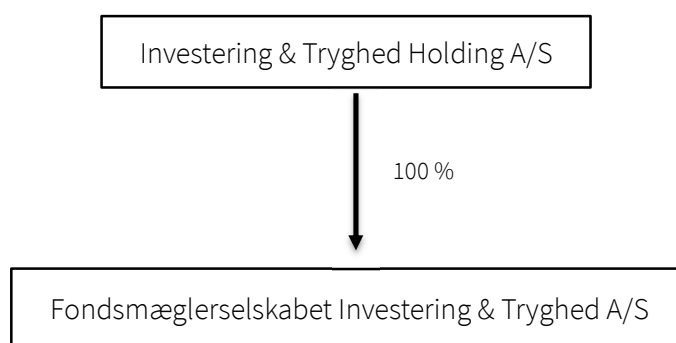 Investering & Tryghed Holding A/S
100 %
Fondsmæglerselskabet Investering & Tryghed A/S